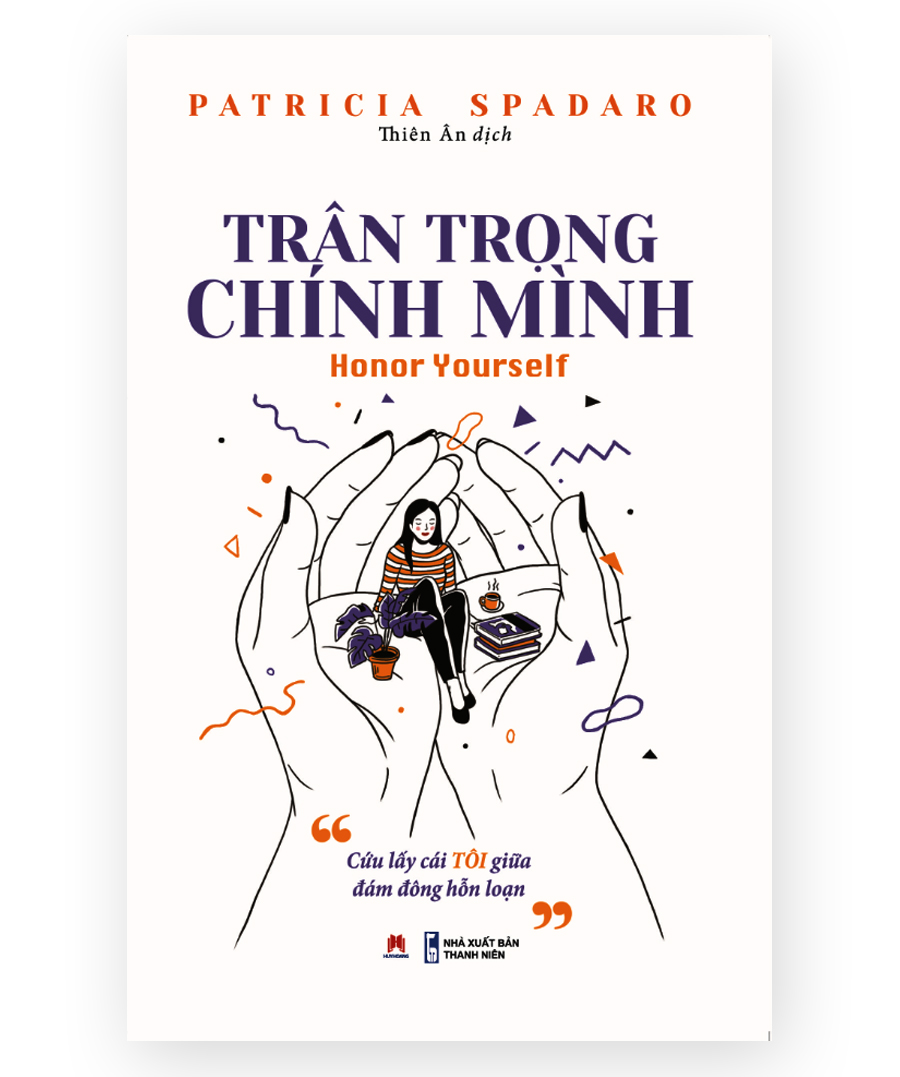 PATRICIA SPADARO
Thiên Ân dịch
TRÂN TRỌNG
CHÍNH MÌNH
Honor Yourself
“
Cứu lấy cái TÔI giữa
đám đông hỗn loạn
”
HUYHOANG
NHÀ XUẤT BẢN
THANH NIÊN